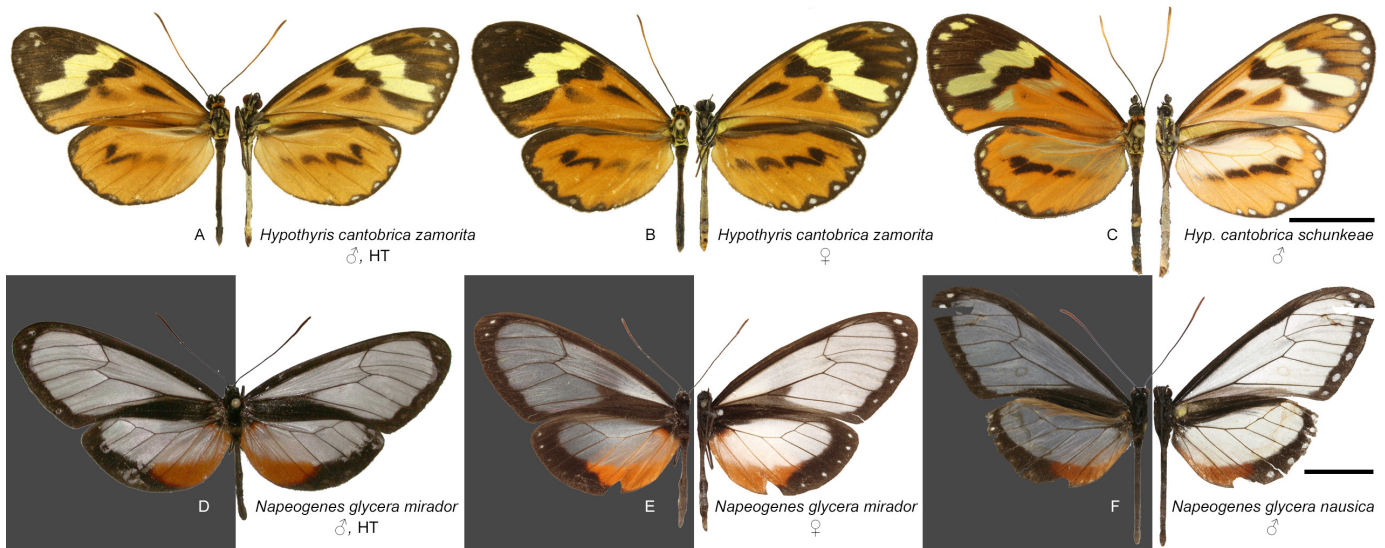 A
Hypothyris cantobrica zamorita
♂, HT
B
Hypothyris cantobrica zamorita
♀
C
Hyp. cantobrica schunkeae
♂
D
Napeogenes glycera mirador
♂, HT
E
Napeogenes glycera mirador
♀
F
Napeogenes glycera nausica
♂